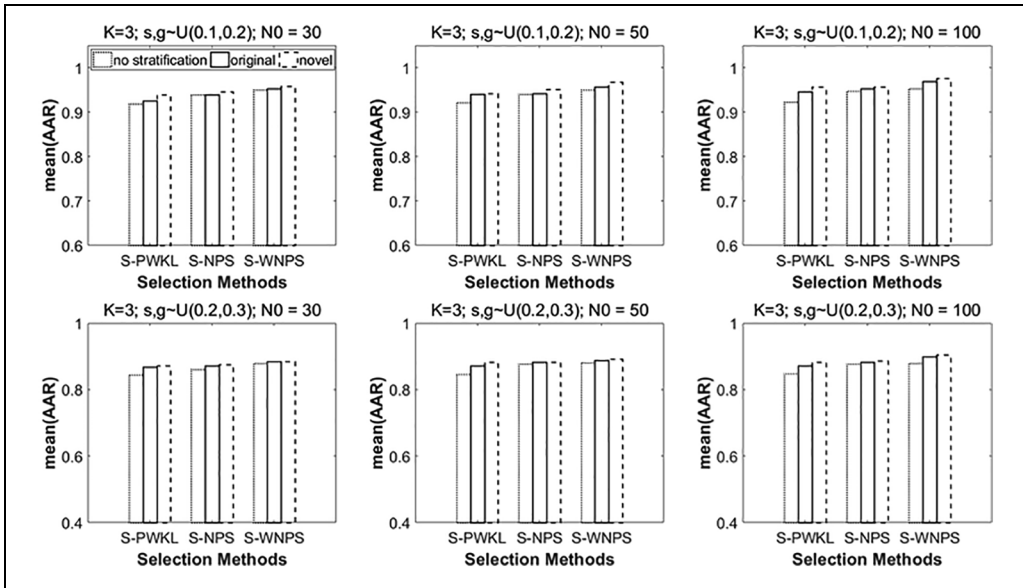 K=3; s,g~U(0.1,0.2); N0 = 30
no stratification original novel
1
0.9
0.8
0.7
0.6
mean(AAR)
S-PWKL S-NPS S-WNPS
Selection Methods
K=3; s,g~U(0.1,0.2); N0 = 50
1
0.9
0.8
0.7
0.6
mean(AAR)
S-PWKL S-NPS S-WNPS
Selection Methods
K=3; s,g~U(0.1,0.2); N0 = 100
1
0.9
0.8
0.7
0.6
mean(AAR)
S-PWKL S-NPS S-WNPS
Selection Methods
K=3; s,g~U(0.2,0.3); N0 = 30
1
0.8
0.6
0.4
mean(AAR)
S-PWKL S-NPS S-WNPS
Selection Methods
K=3; s,g~U(0.2,0.3); N0 = 50
1
0.8
0.6
0.4
mean(AAR)
S-PWKL S-NPS S-WNPS
Selection Methods
K=3; s,g~U(0.2,0.3); N0 = 100
1
0.8
0.6
0.4
mean(AAR)
S-PWKL S-NPS S-WNPS
Selection Methods